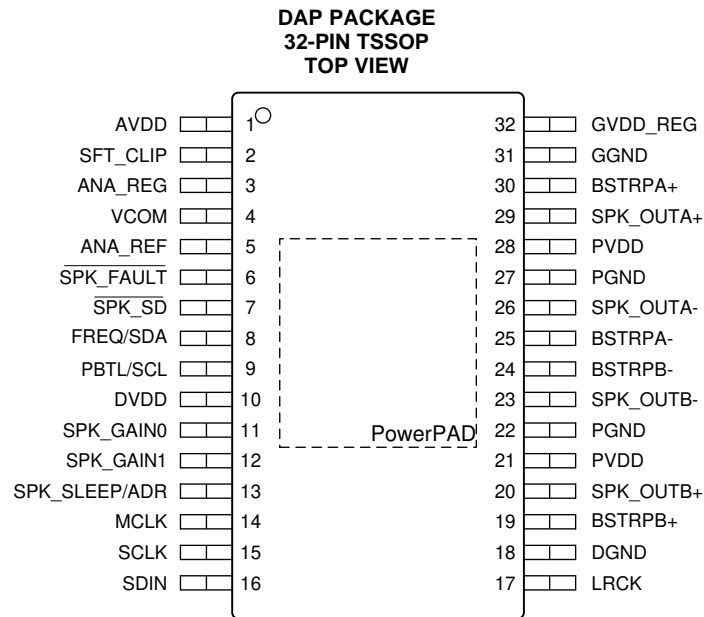 DAP PACKAGE
32-PIN TSSOP
TOP VIEW
AVDD 1 32 GVDD_REG
SFT_CLIP 2 31 GGND
ANA_REG 3 30 BSTRPA+
VCOM 4 29 SPK_OUTA+
ANA_REF 5 28 PVDD
SPK_FAULT 6 27 PGND
SPK_SD 7 26 SPK_OUTA-
FREQ/SDA 8 25 BSTRPA-
PBTL/SCL 9 24 BSTRPB-
DVDD 10 23 SPK_OUTB-
SPK_GAIN0 11 PowerPAD 22 PGND
SPK_GAIN1 12 21 PVDD
SPK_SLEEP/ADR 13 20 SPK_OUTB+
MCLK 14 19 BSTRPB+
SCLK 15 18 DGND
SDIN 16 17 LRCK